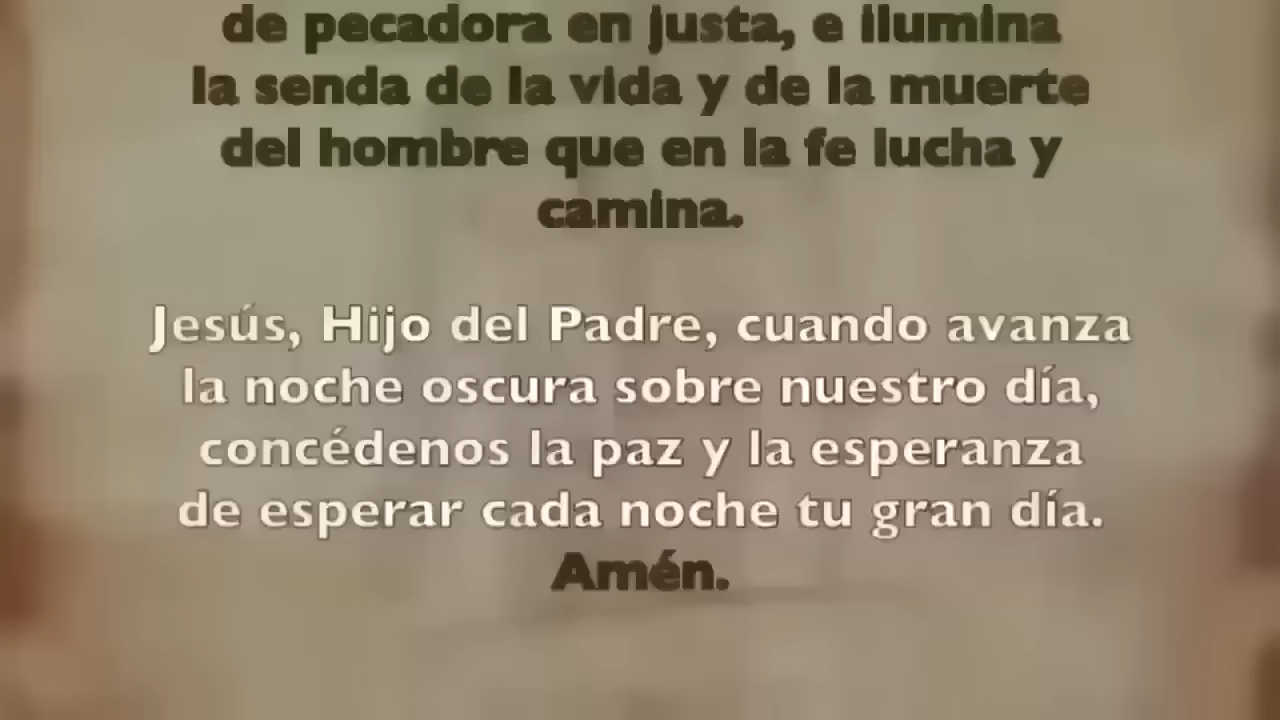 de pecadora en justa, e ilumina
la senda de la vida y de la muerte
del hombre que en la fe lucha y
camina.
Jesús, Hijo del Padre, cuando avanza
la noche oscura sobre nuestro día,
concédenos la paz y la esperanza
de esperar cada noche tu gran día.
Amén.